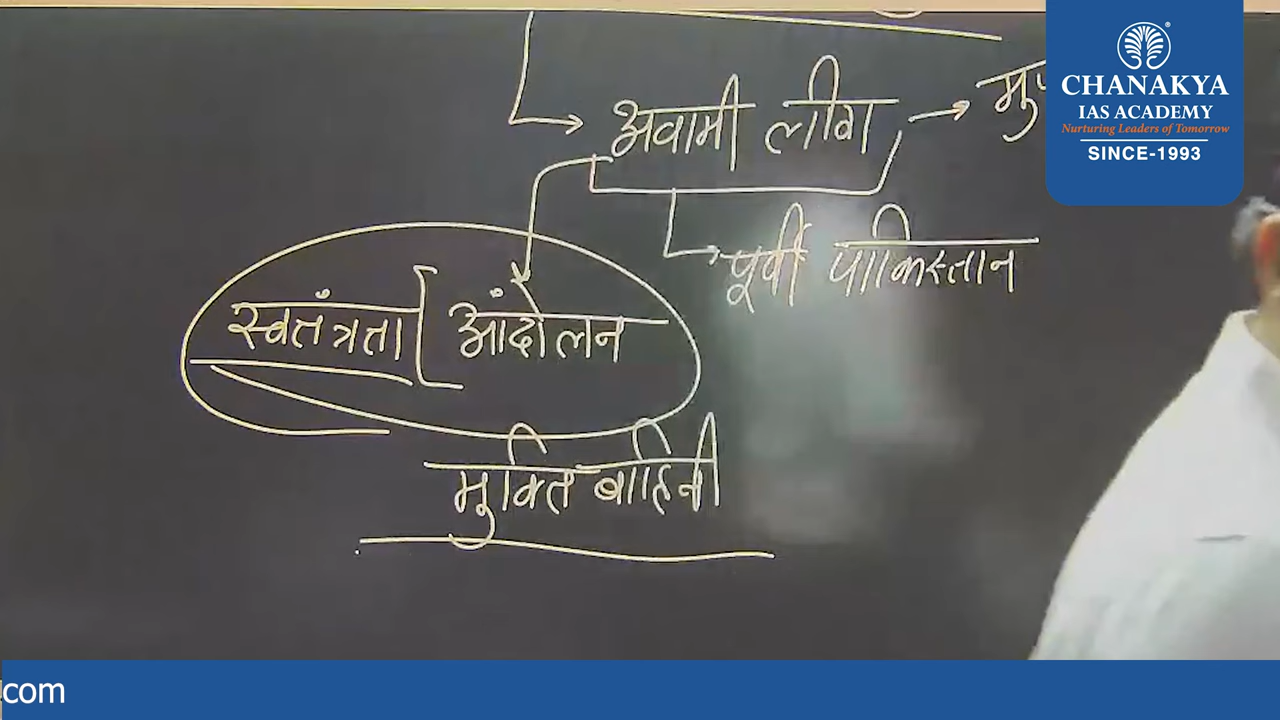 CHANAKYA
IAS ACADEMY
Nurturing Leaders of Tomorrow
SINCE-1993
अवामी लीग →
पूर्वी पाकिस्तान
स्वतंत्रता [ आंदोलन
मुक्ति बाहिनी
com